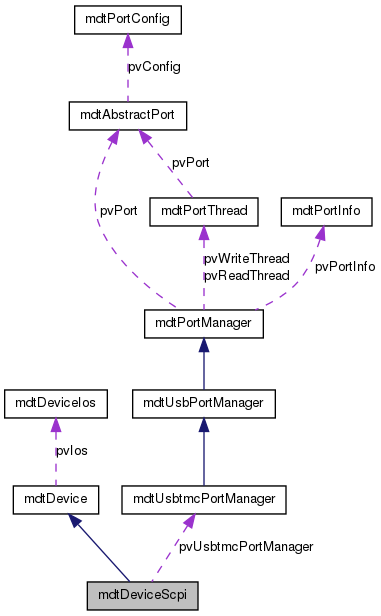 mdtPortConfig
pvConfig
mdtAbstractPort
pvPort
pvPort
mdtPortThread
mdtPortInfo
pvWriteThread
pvReadThread
pvPortInfo
mdtPortManager
mdtDeviceIos
mdtUsbPortManager
pvIos
mdtDevice
mdtUsbtmcPortManager
pvUsbtmcPortManager
mdtDeviceScpi